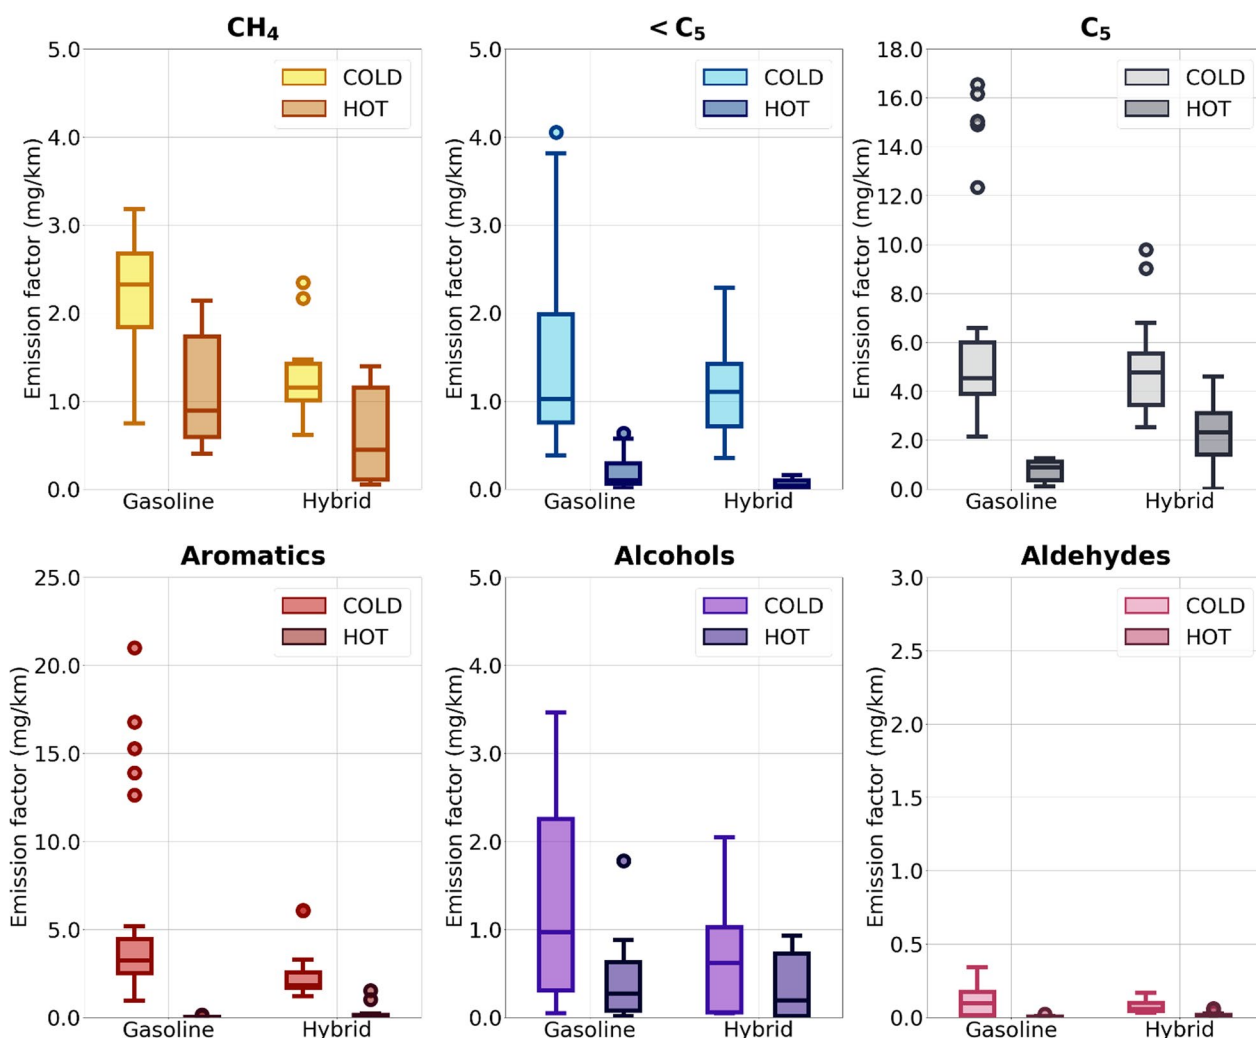 CH4
5.0
4.0
3.0
2.0
1.0
0.0
Emission factor (mg/km)
COLD
HOT
Gasoline
Hybrid
< C5
5.0
4.0
3.0
2.0
1.0
0.0
Emission factor (mg/km)
COLD
HOT
Gasoline
Hybrid
C5
18.0
16.0
14.0
12.0
10.0
8.0
6.0
4.0
2.0
0.0
Emission factor (mg/km)
COLD
HOT
Gasoline
Hybrid
Aromatics
25.0
20.0
15.0
10.0
5.0
0.0
Emission factor (mg/km)
COLD
HOT
Gasoline
Hybrid
Alcohols
5.0
4.0
3.0
2.0
1.0
0.0
Emission factor (mg/km)
COLD
HOT
Gasoline
Hybrid
Aldehydes
3.0
2.5
2.0
1.5
1.0
0.5
0.0
Emission factor (mg/km)
COLD
HOT
Gasoline
Hybrid